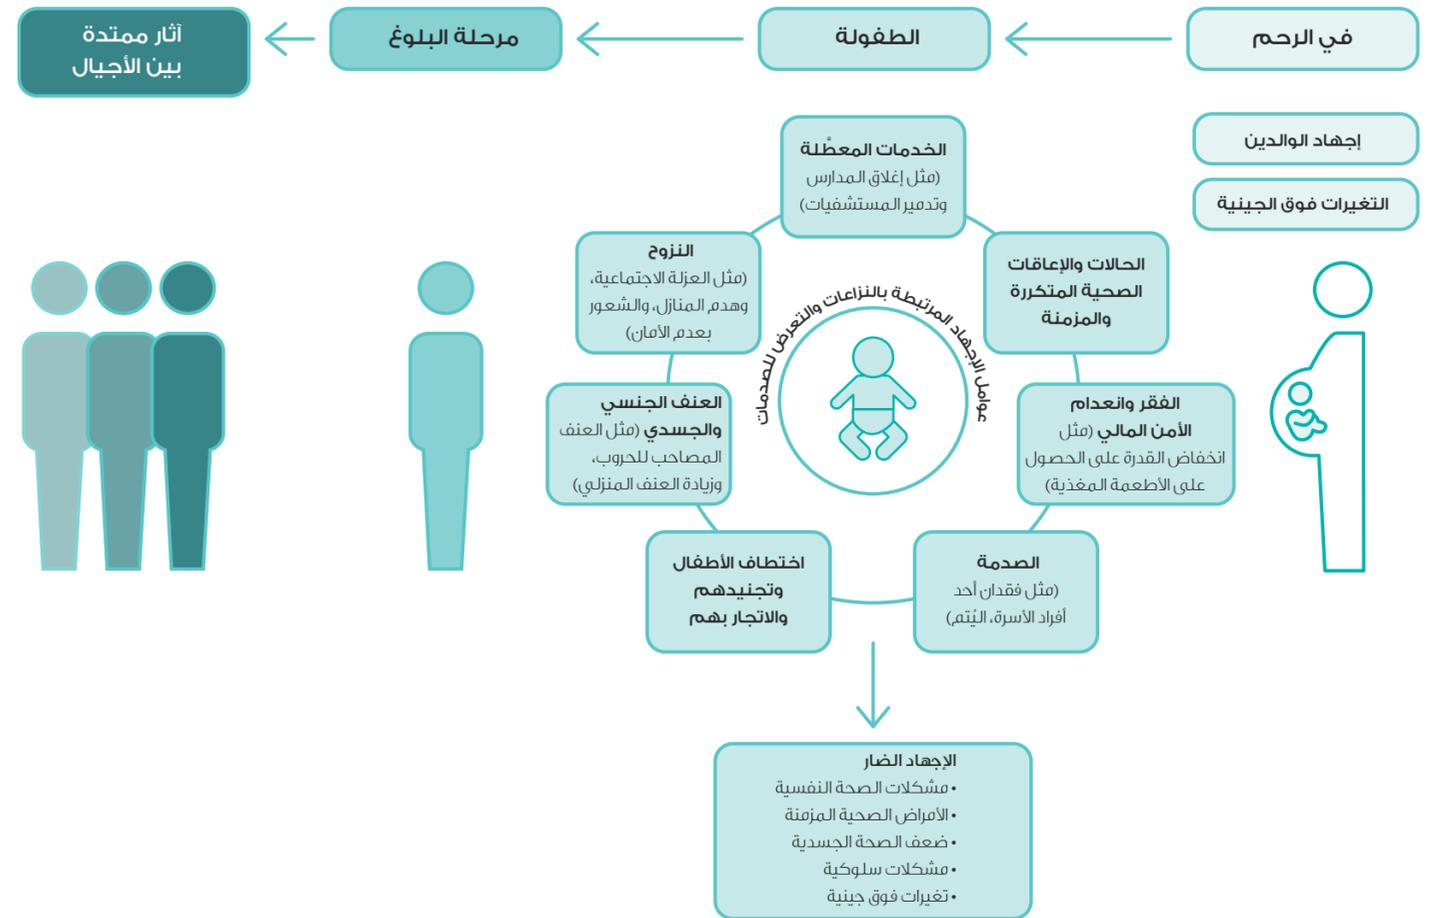 في الرحم
الطفولة
مرحلة البلوغ
آثار ممتدة
بين الأجيال
إجهاد الوالدين
التغيرات فوق الجينية
الخدمات المعطَّلة
(مثل إغلاق المدارس
وتدمير المستشفيات)
الحالات والإعاقات
الصحية المتكررة
والمزمنة
النزوح
(مثل العزلة الاجتماعية،
وهدم المنازل، والشعور
بعدم الأمان)
عوامل الإجهاد المرتبطة بالنزاعات والتعرض للصدمات
الفقر وانعدام
الأمن المالي (مثل
انخفاض القدرة على الحصول
على الأطعمة المغذية)
العنف الجنسي
والجسدي (مثل العنف
المصاحب للحروب،
وزيادة العنف المنزلي)
الصدمة
(مثل فقدان أحد
أفراد الأسرة، اليُتم)
اختطاف الأطفال
وتجنيدهم
والاتجار بهم
الإجهاد الضار
• مشكلات الصحة النفسية
• الأمراض الصحية المزمنة
• ضعف الصحة الجسدية
• مشكلات سلوكية
• تغيرات فوق جينية